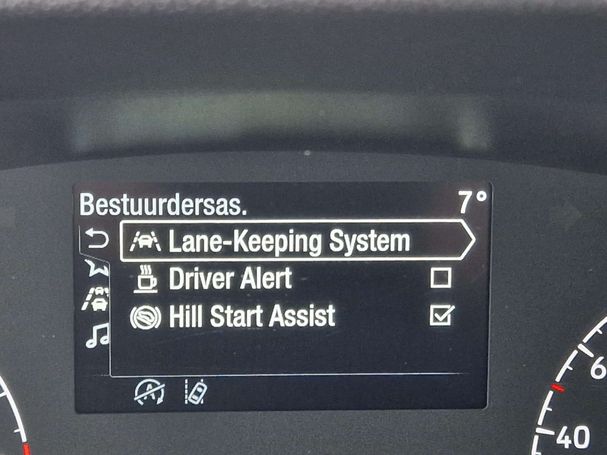 Bestuurdersas. 7°
Lane-Keeping System
Driver Alert
Hill Start Assist
6
40